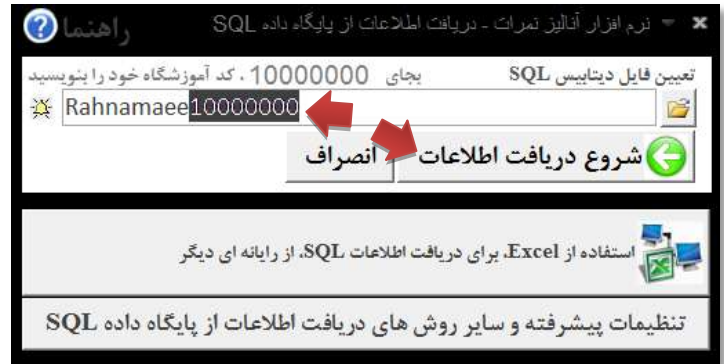 نرم افزار آنالیز نمرات - دریافت اطلاعات از پایگاه داده SQL
راهنما ?
تعیین فایل دیتابیس SQL
بجای 10000000 ، کد آموزشگاه خود را بنویسید
Rahnamaee10000000
شروع دریافت اطلاعات
انصراف
استفاده از Excel، برای دریافت اطلاعات SQL، از رایانه ای دیگر
تنظیمات پیشرفته و سایر روش های دریافت اطلاعات از پایگاه داده SQL